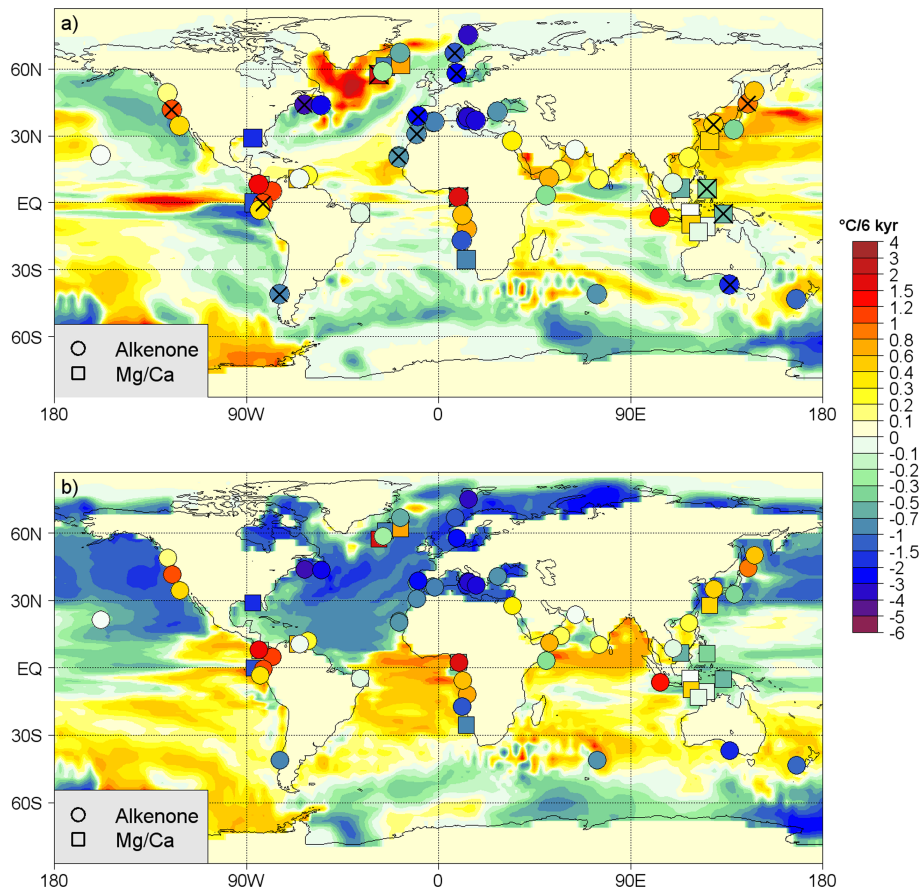 a)
60N
30N
EQ
30S
60S
Alkenone
Mg/Ca
180 90W 0 90E 180
°C/6 kyr
4
3
2
1.5
1.2
1
0.8
0.6
0.4
0.2
0.1
0
-0.1
-0.2
-0.3
-0.5
-0.7
-1
-1.5
-2
-3
-4
-5
-6
b)
60N
30N
EQ
30S
60S
Alkenone
Mg/Ca
180 90W 0 90E 180